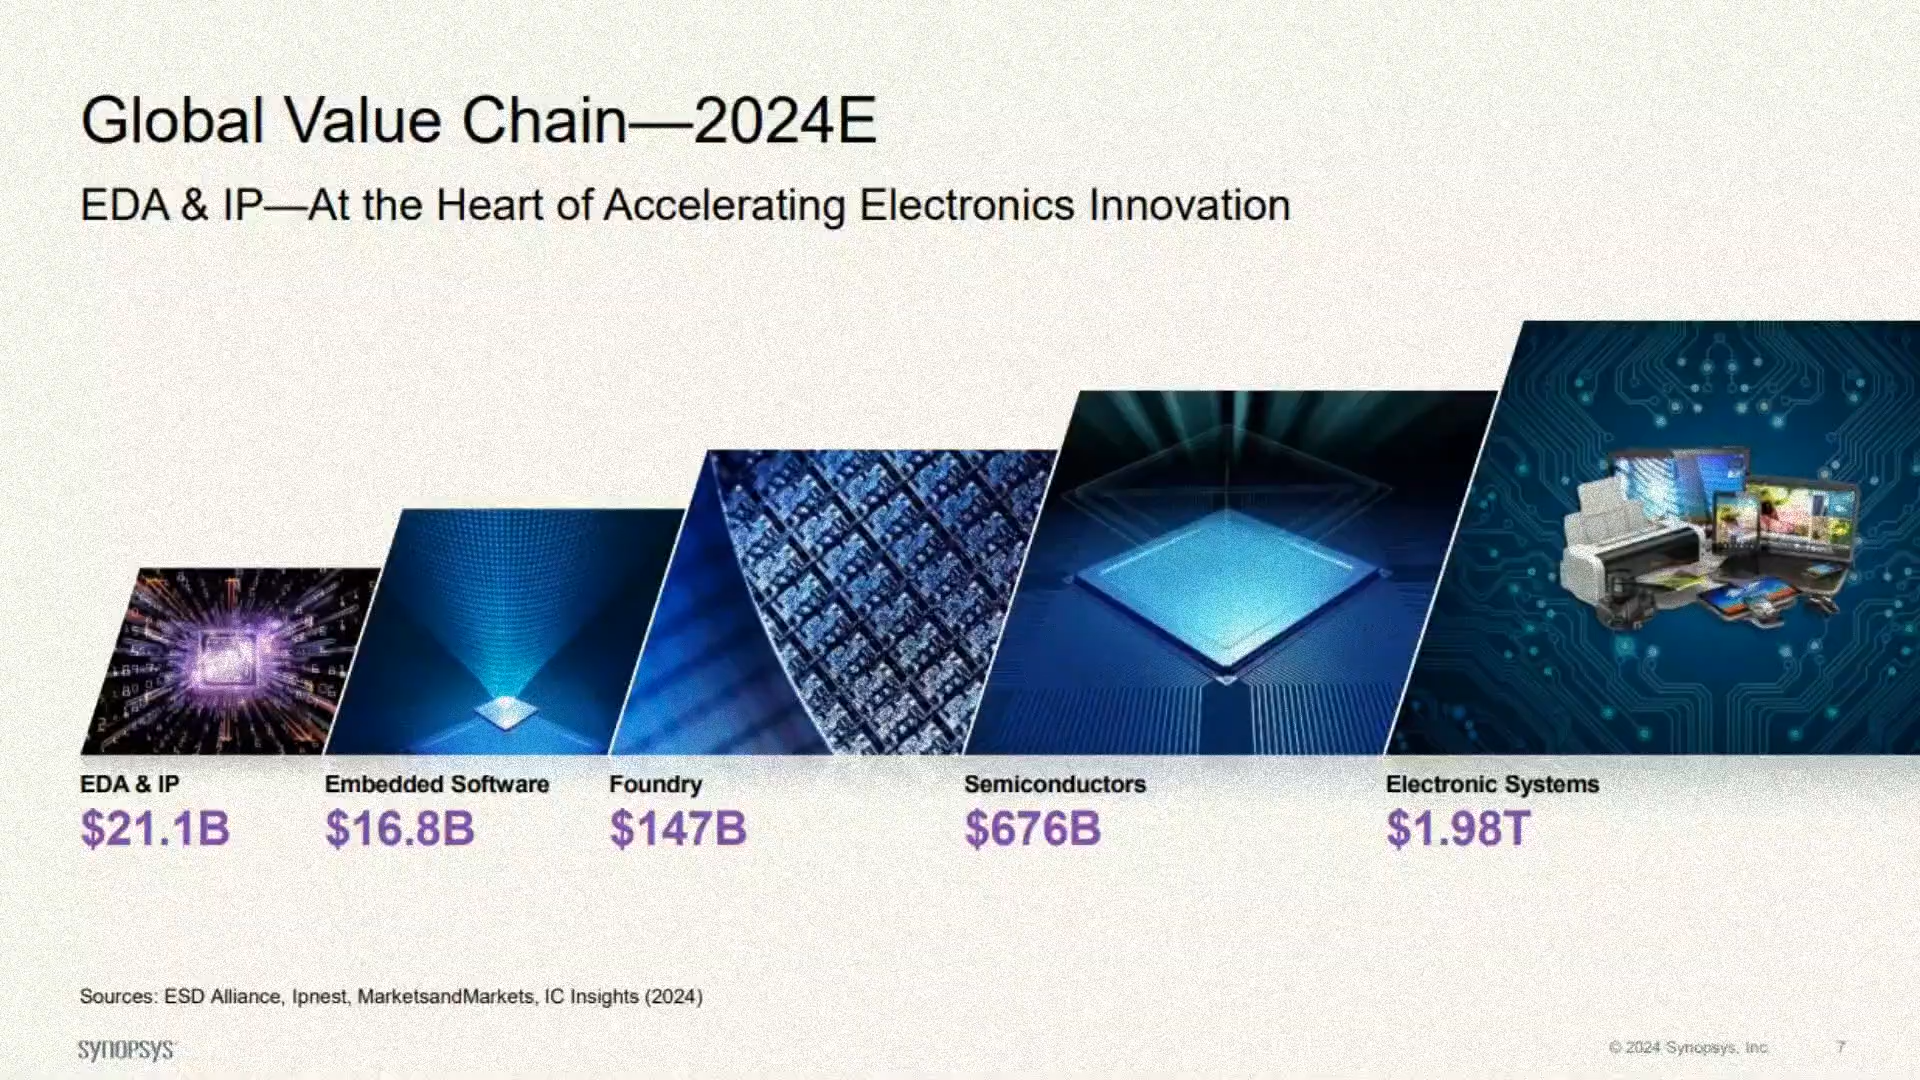 Global Value Chain—2024E
EDA & IP—At the Heart of Accelerating Electronics Innovation
EDA & IP
$21.1B
Embedded Software
$16.8B
Foundry
$147B
Semiconductors
$676B
Electronic Systems
$1.98T
Sources: ESD Alliance, Ipnest, MarketsandMarkets, IC Insights (2024)
SYNOPSYS
© 2024 Synopsys, Inc.
7